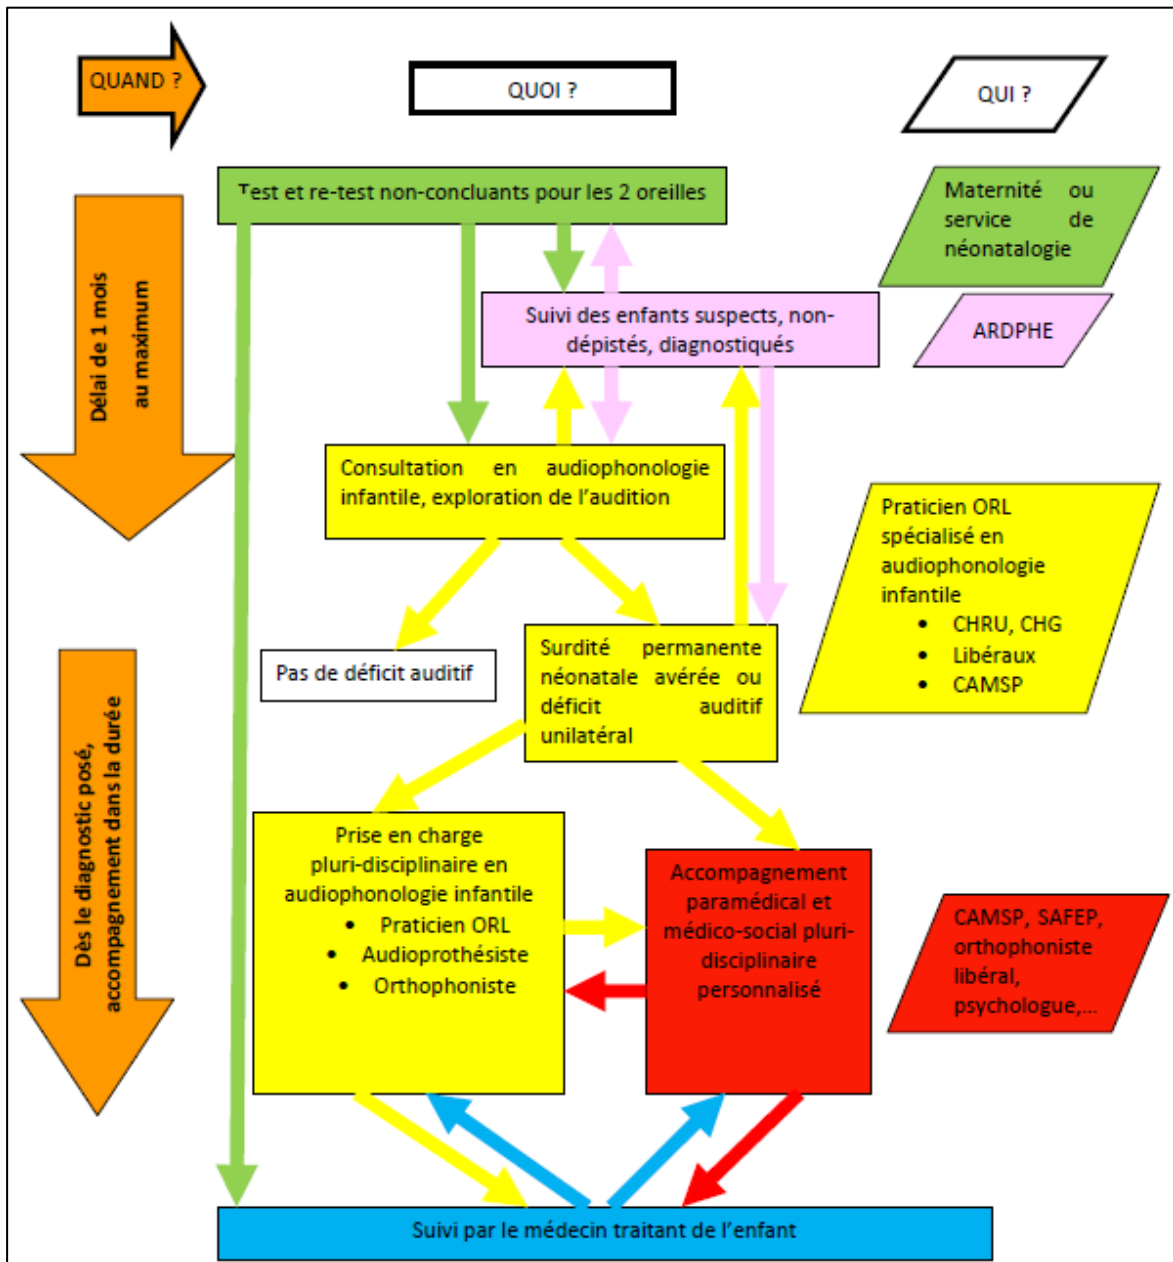 QUAND ?
QUOI ?
QUI ?
Test et re-test non-concluants pour les 2 oreilles
Maternité ou
service de
néonatalogie
Délai de 1 mois
au maximum
Suivi des enfants suspects, non-
dépistés, diagnostiqués
ARDPHE
Consultation en audiophonologie
infantile, exploration de l'audition
Praticien ORL
spécialisé en
audiophonologie
infantile
• CHRU, CHG
• Libéraux
• CAMSP
Pas de déficit auditif
Surdité permanente
néonatale avérée ou
déficit auditif
unilatéral
Dès le diagnostic posé,
accompagnement dans la durée
Prise en charge
pluri-disciplinaire en
audiophonologie infantile
• Praticien ORL
• Audioprothésiste
• Orthophoniste
Accompagnement
paramédical et
médico-social pluri-
disciplinaire
personnalisé
CAMSP, SAFEP,
orthophoniste
libéral,
psychologue,...
Suivi par le médecin traitant de l'enfant